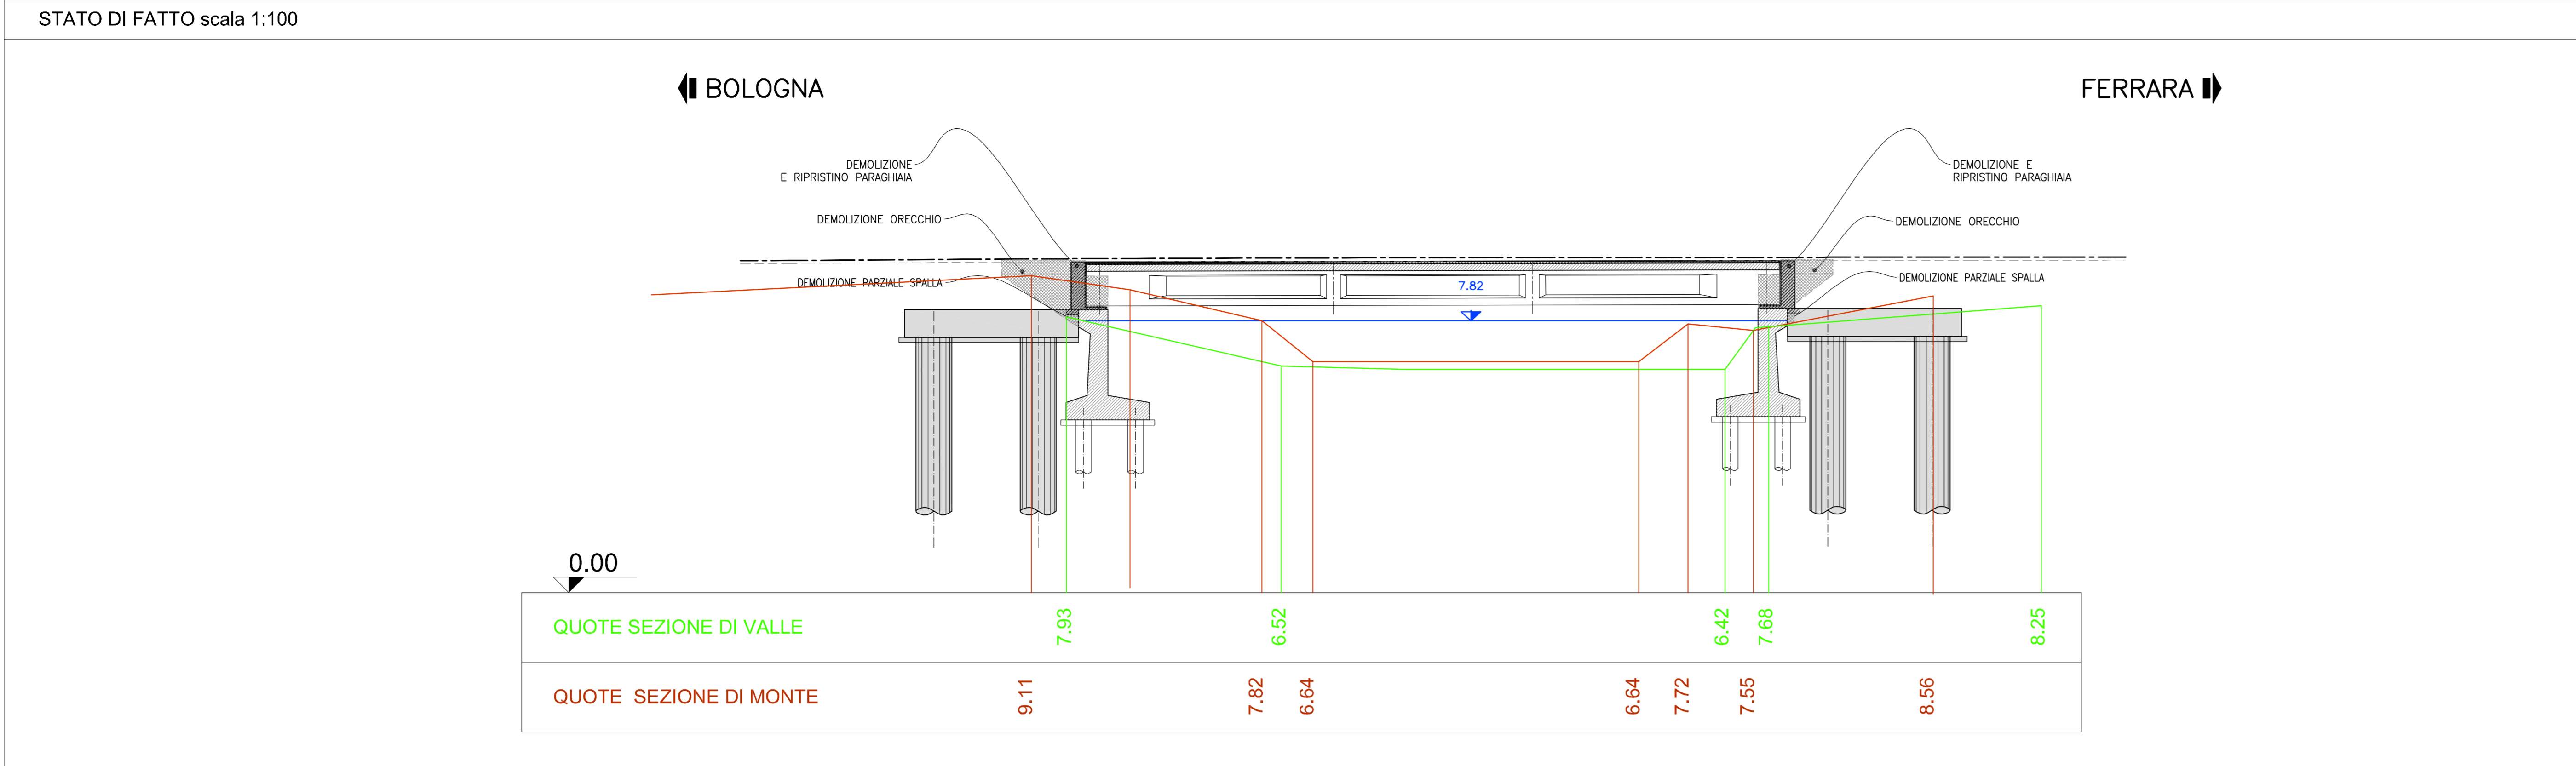 STATO DI FATTO scala 1:100
BOLOGNA
FERRARA
DEMOLIZIONE
E RIPRISTINO PARAGHIAIA
DEMOLIZIONE E
RIPRISTINO PARAGHIAIA
DEMOLIZIONE ORECCHIO
DEMOLIZIONE ORECCHIO
DEMOLIZIONE PARZIALE SPALLA
DEMOLIZIONE PARZIALE SPALLA
7.82
0.00
QUOTE SEZIONE DI VALLE
7.93
6.52
6.42
7.68
8.25
QUOTE SEZIONE DI MONTE
9.11
7.82
6.64
6.64
7.72
7.55
8.56